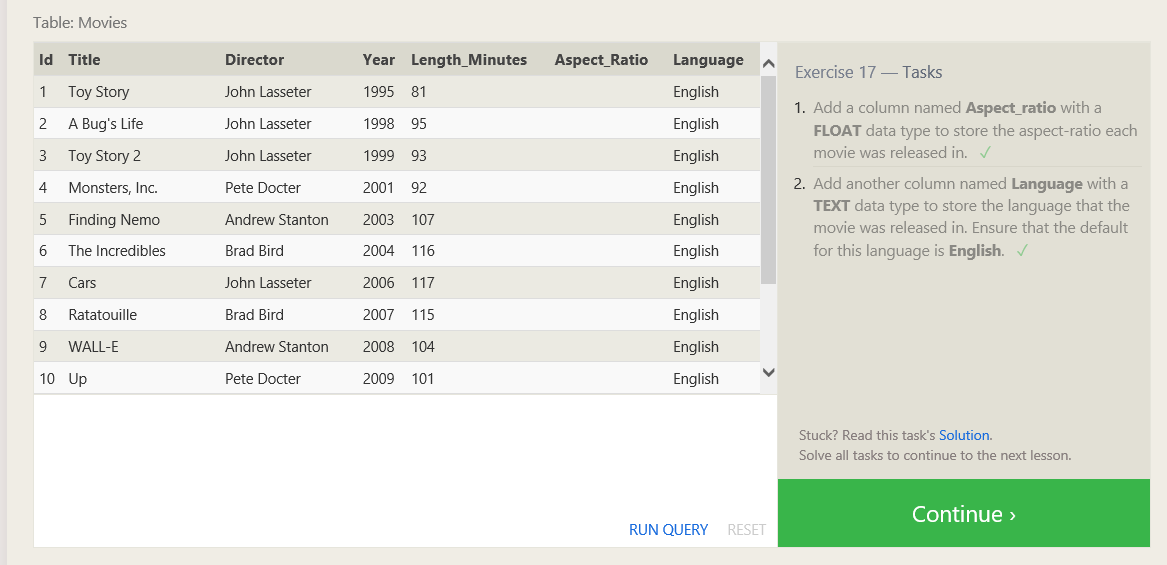 Table: Movies
Id Title Director Year Length_Minutes Aspect_Ratio Language
1 Toy Story John Lasseter 1995 81 English
2 A Bug's Life John Lasseter 1998 95 English
3 Toy Story 2 John Lasseter 1999 93 English
4 Monsters, Inc. Pete Docter 2001 92 English
5 Finding Nemo Andrew Stanton 2003 107 English
6 The Incredibles Brad Bird 2004 116 English
7 Cars John Lasseter 2006 117 English
8 Ratatouille Brad Bird 2007 115 English
9 WALL-E Andrew Stanton 2008 104 English
10 Up Pete Docter 2009 101 English
RUN QUERY RESET
Exercise 17 — Tasks
1. Add a column named Aspect_ratio with a
FLOAT data type to store the aspect-ratio each
movie was released in. ✓
2. Add another column named Language with a
TEXT data type to store the language that the
movie was released in. Ensure that the default
for this language is English. ✓
Stuck? Read this task's Solution.
Solve all tasks to continue to the next lesson.
Continue ›